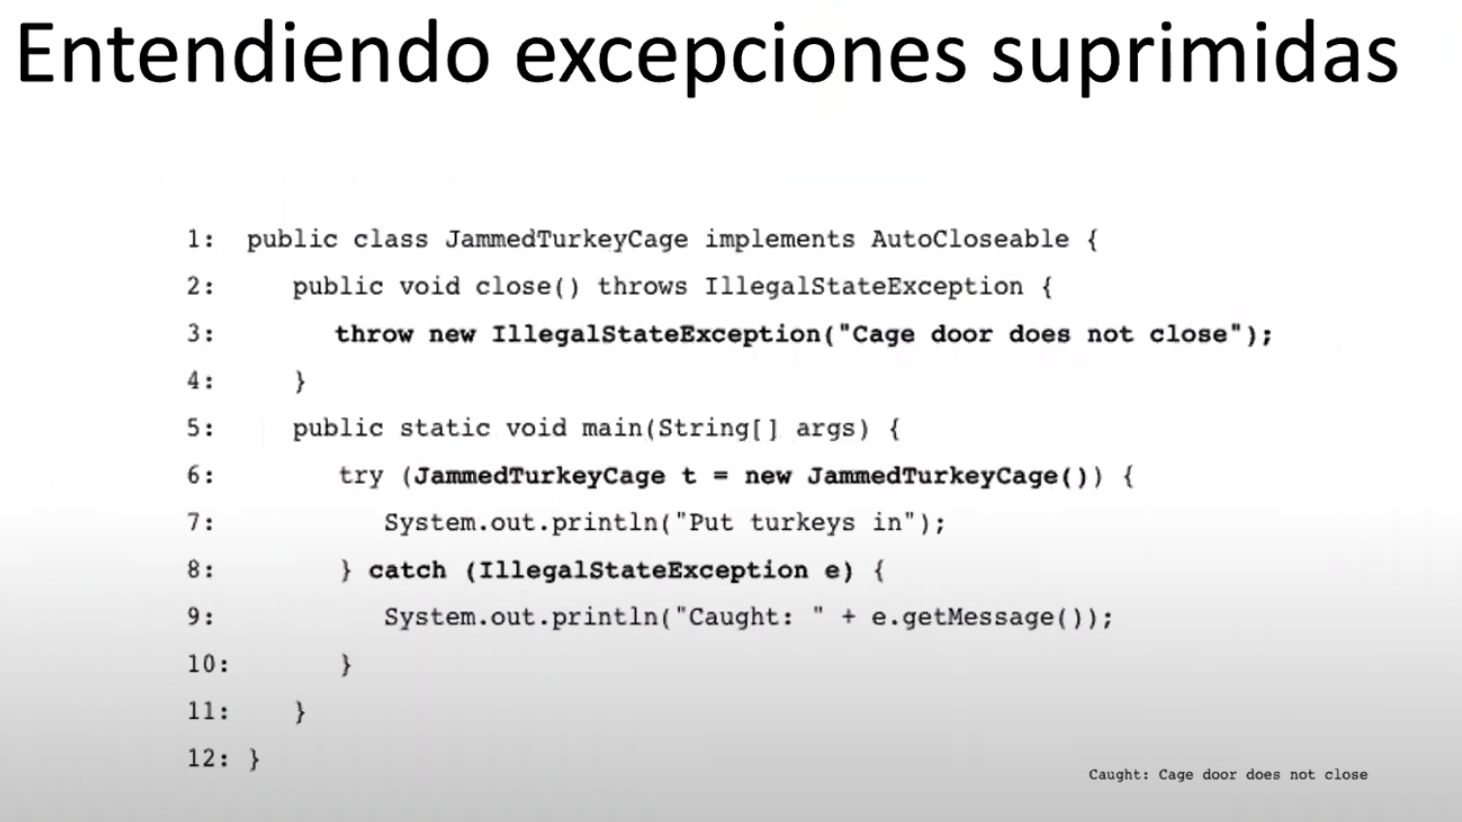 Entendiendo excepciones suprimidas
1: public class JammedTurkeyCage implements AutoCloseable {
2: public void close() throws IllegalStateException {
3: throw new IllegalStateException("Cage door does not close");
4: }
5: public static void main(String[] args) {
6: try (JammedTurkeyCage t = new JammedTurkeyCage()) {
7: System.out.println("Put turkeys in");
8: } catch (IllegalStateException e) {
9: System.out.println("Caught: " + e.getMessage());
10: }
11: }
12: }
Caught: Cage door does not close